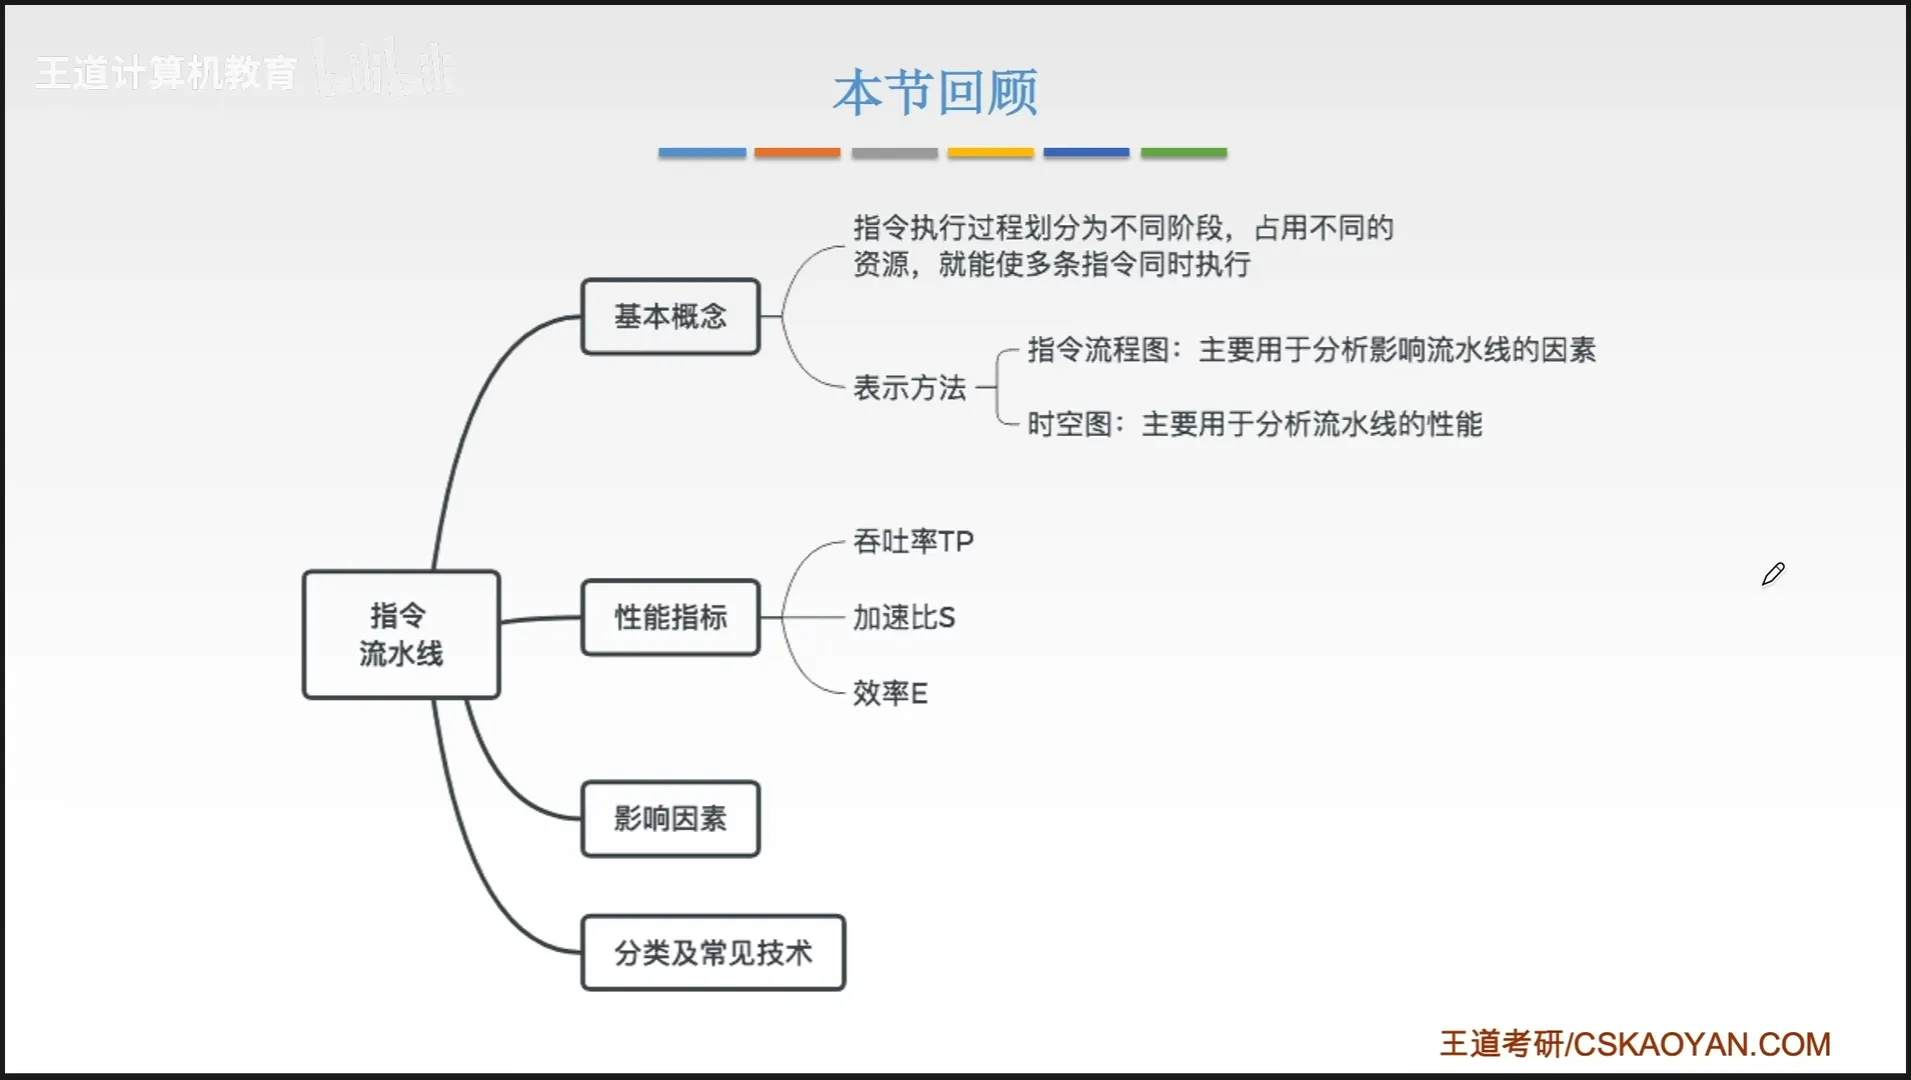 王道计算机教育 bilibili
本节回顾
指令执行过程划分为不同阶段，占用不同的
资源，就能使多条指令同时执行
基本概念
表示方法
指令流程图：主要用于分析影响流水线的因素
时空图：主要用于分析流水线的性能
指令
流水线
性能指标
吞吐率TP
加速比S
效率E
影响因素
分类及常见技术
王道考研/CSKAOYAN.COM